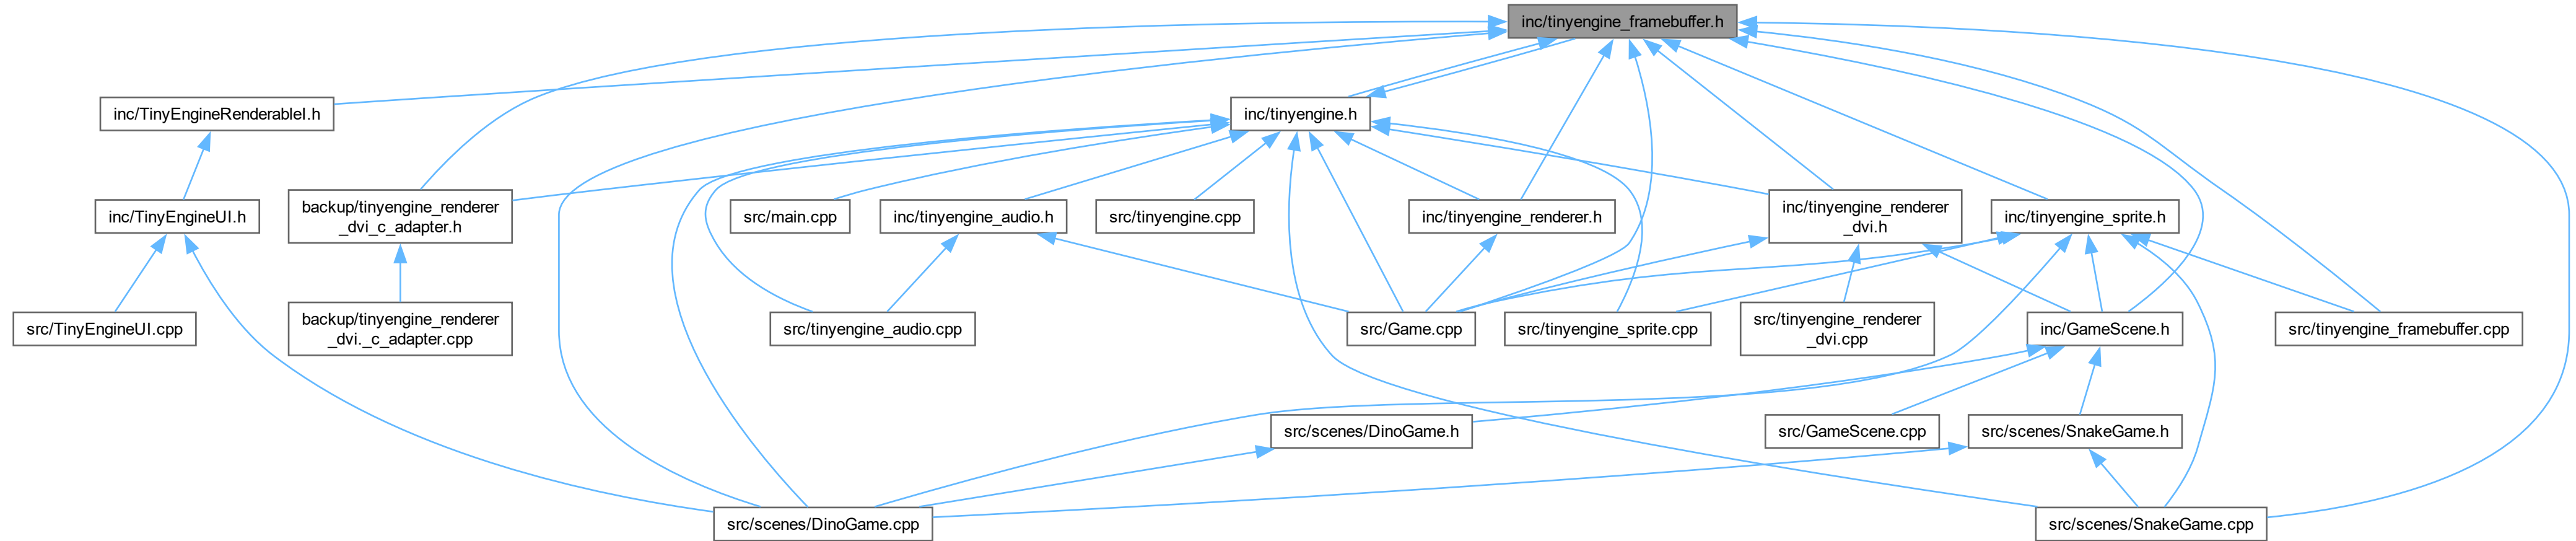 inc/tinyengine_framebuffer.h
inc/TinyEngineRenderableI.h
inc/tinyengine.h
inc/TinyEngineUI.h
backup/tinyengine_renderer
_dvi_c_adapter.h
src/main.cpp
inc/tinyengine_audio.h
src/tinyengine.cpp
inc/tinyengine_renderer.h
inc/tinyengine_renderer
_dvi.h
inc/tinyengine_sprite.h
src/TinyEngineUI.cpp
backup/tinyengine_renderer
_dvi._c_adapter.cpp
src/tinyengine_audio.cpp
src/Game.cpp
src/tinyengine_sprite.cpp
src/tinyengine_renderer
_dvi.cpp
inc/GameScene.h
src/tinyengine_framebuffer.cpp
src/scenes/DinoGame.h
src/GameScene.cpp
src/scenes/SnakeGame.h
src/scenes/DinoGame.cpp
src/scenes/SnakeGame.cpp